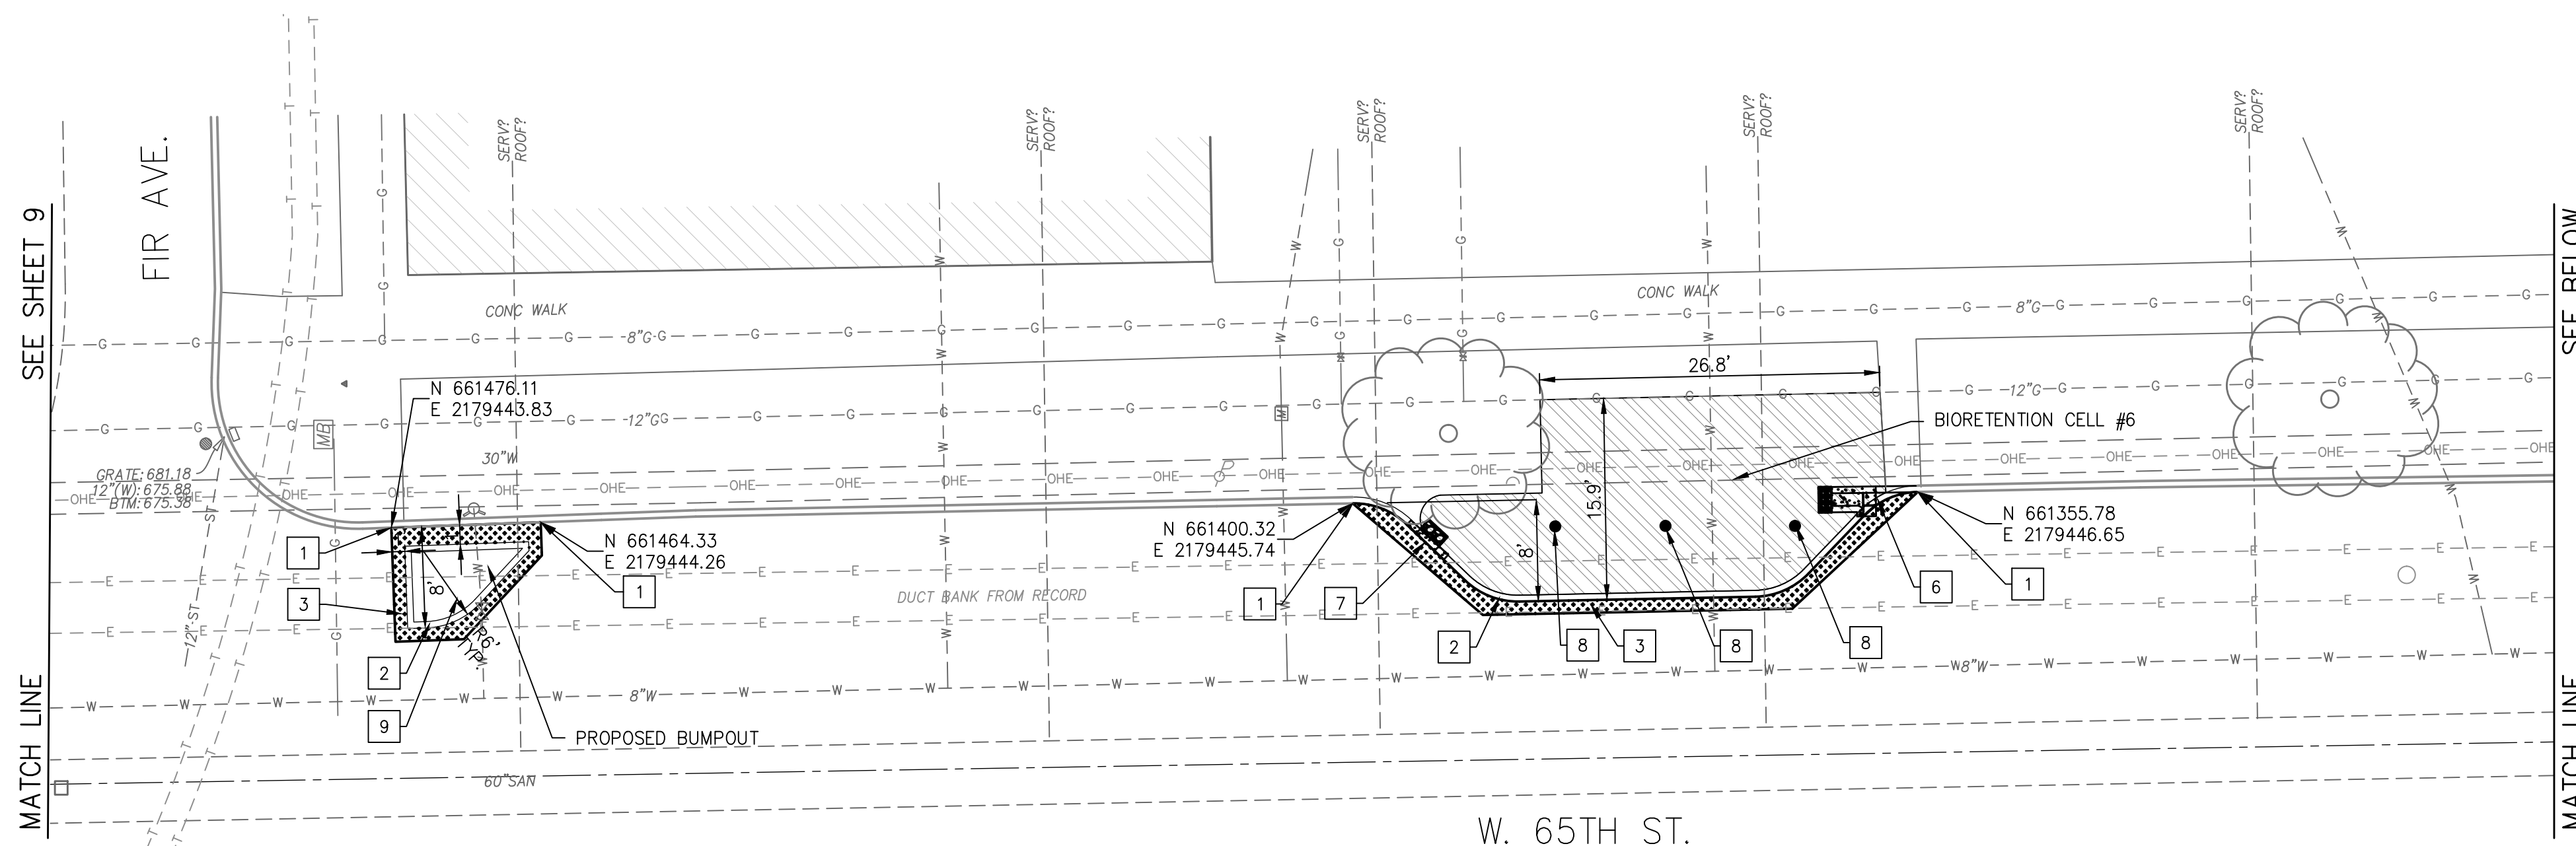 SEE SHEET 9
MATCH LINE
FIR AVE.
SERV?
ROOF?
SERV?
ROOF?
SERV?
ROOF?
SERV?
ROOF?
SERV?
ROOF?
SEE BELOW
MATCH LINE
CONC WALK
CONC WALK
8"G
8"G
12"G
12"G
N 661476.11
E 2179443.83
MB
M
30"W
GRATE: 681.18
12"(W): 675.88
BTM: 675.38
12" ST
26.8'
15.9'
8'
BIORETENTION CELL #6
N 661464.33
E 2179444.26
N 661400.32
E 2179445.74
N 661355.78
E 2179446.65
1
3
1
8'
R6'
TYP.
2
9
PROPOSED BUMPOUT
DUCT BANK FROM RECORD
1
7
2
8
3
8
8
6
1
8"W
8"W
60"SAN
W. 65TH ST.